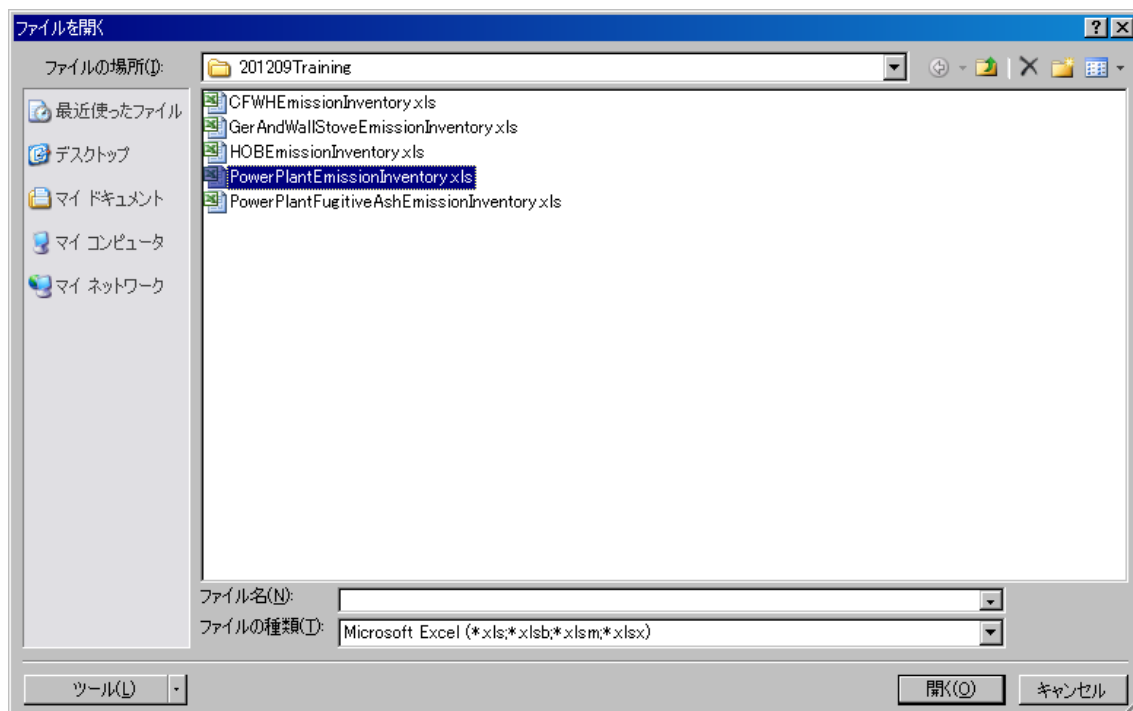 ファイルを開く
ファイルの場所(I):
201209Training
最近使ったファイル
デスクトップ
マイ ドキュメント
マイ コンピュータ
マイ ネットワーク
CFWHEmissionInventory.xls
GerAndWallStoveEmissionInventory.xls
HOBEmissionInventory.xls
PowerPlantEmissionInventory.xls
PowerPlantFugitiveAshEmissionInventory.xls
ファイル名(N):
ファイルの種類(T):
Microsoft Excel (*.xls;*.xlsb;*.xlsm;*.xlsx)
ツール(L)
開く(O)
キャンセル